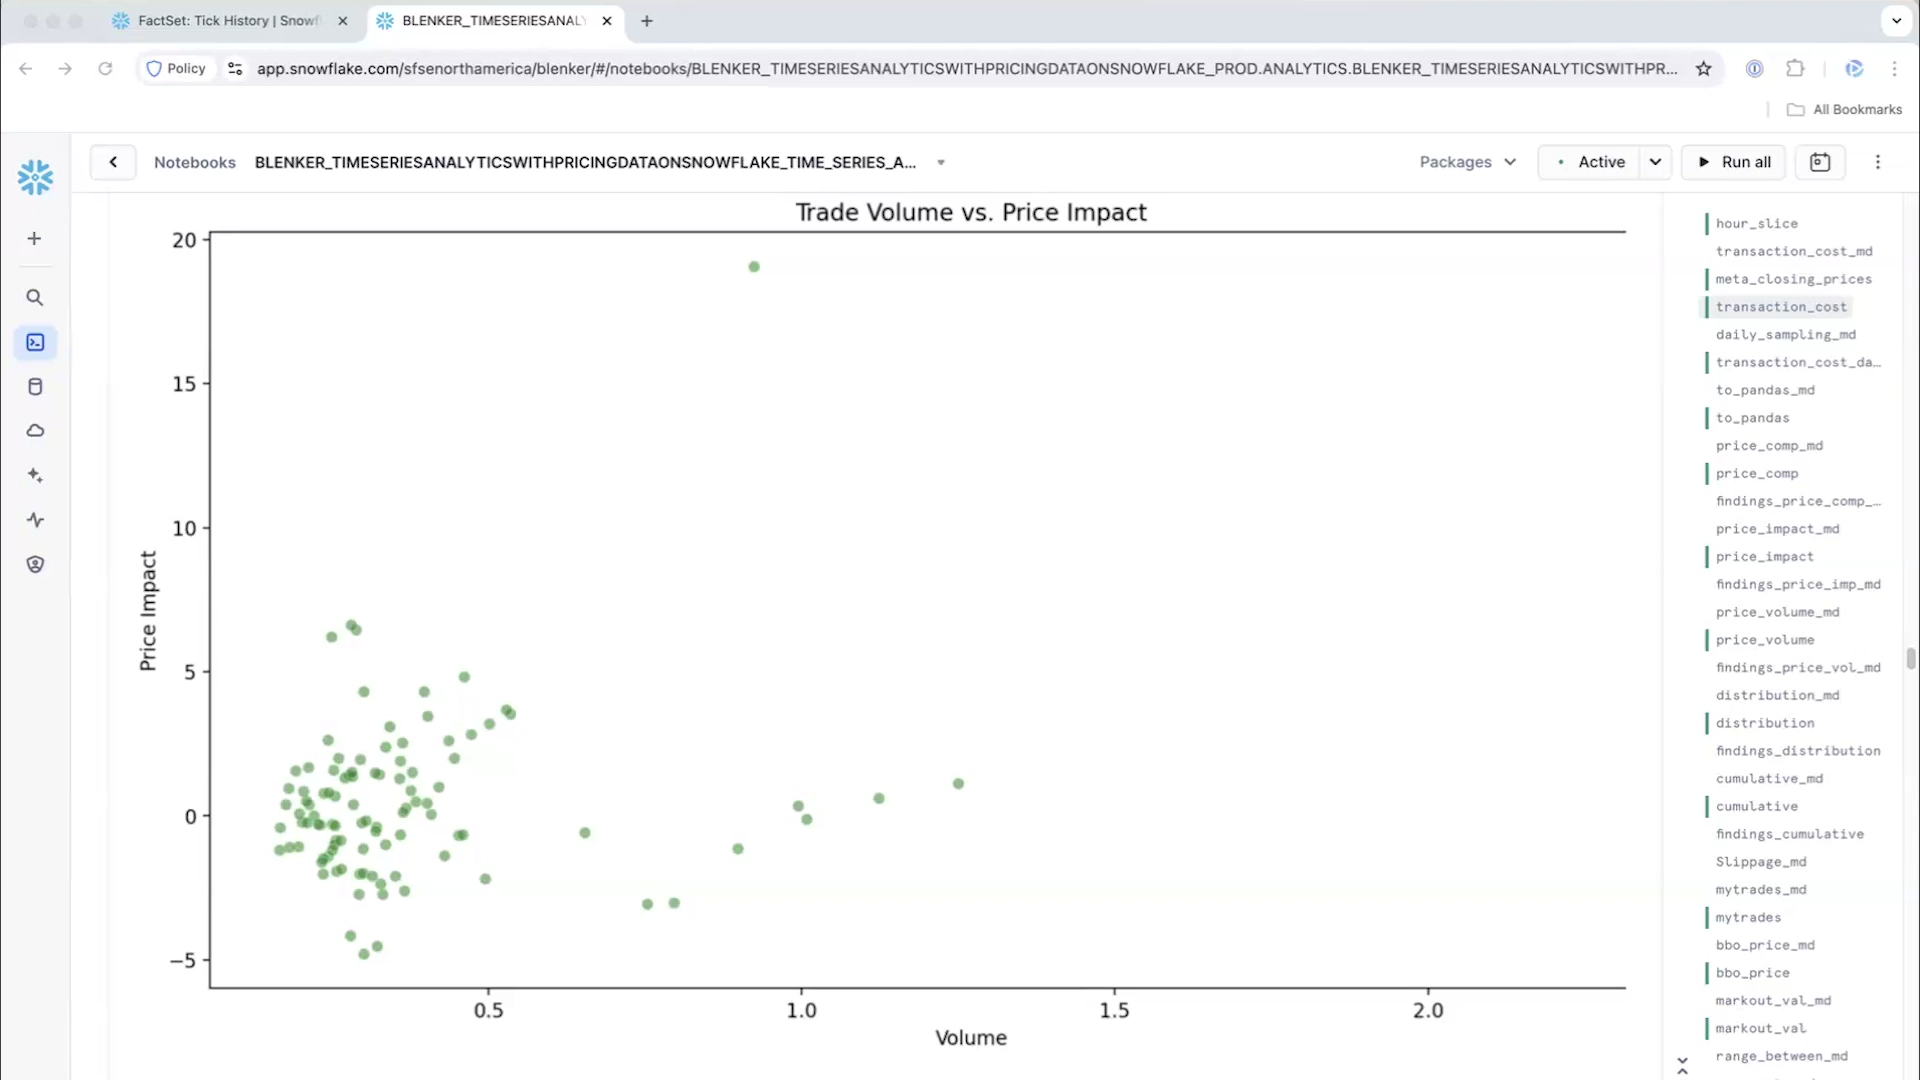 FactSet: Tick History | Snowf
BLENKER_TIMESERIESANALY
Policy
app.snowflake.com/sfsenorthamerica/blenker/#/notebooks/BLENKER_TIMESERIESANALYTICSWITHPRICINGDATAONSNOWFLAKE_PROD.ANALYTICS.BLENKER_TIMESERIESANALYTICSWITHPR...
All Bookmarks
Notebooks
BLENKER_TIMESERIESANALYTICSWITHPRICINGDATAONSNOWFLAKE_TIME_SERIES_A...
Packages
Active
Run all
Trade Volume vs. Price Impact
20
15
10
5
0
−5
Price Impact
0.5
1.0
1.5
2.0
Volume
hour_slice
transaction_cost_md
meta_closing_prices
transaction_cost
daily_sampling_md
transaction_cost_da...
to_pandas_md
to_pandas
price_comp_md
price_comp
findings_price_comp_...
price_impact_md
price_impact
findings_price_imp_md
price_volume_md
price_volume
findings_price_vol_md
distribution_md
distribution
findings_distribution
cumulative_md
cumulative
findings_cumulative
Slippage_md
mytrades_md
mytrades
bbo_price_md
bbo_price
markout_val_md
markout_val
range_between_md